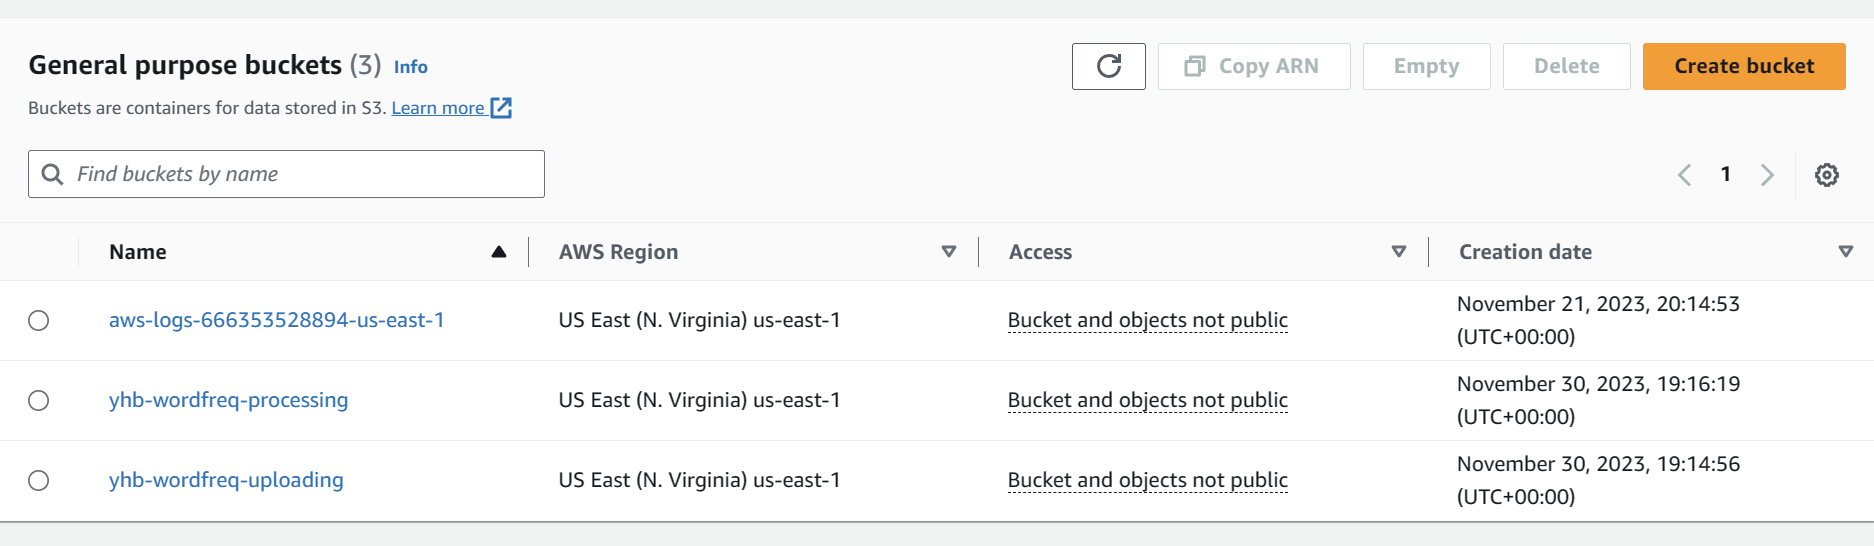 General purpose buckets (3) Info
Copy ARN
Empty
Delete
Create bucket
Buckets are containers for data stored in S3. Learn more
Find buckets by name
1
Name AWS Region Access Creation date
aws-logs-666353528894-us-east-1 US East (N. Virginia) us-east-1 Bucket and objects not public November 21, 2023, 20:14:53
(UTC+00:00)
yhb-wordfreq-processing US East (N. Virginia) us-east-1 Bucket and objects not public November 30, 2023, 19:16:19
(UTC+00:00)
yhb-wordfreq-uploading US East (N. Virginia) us-east-1 Bucket and objects not public November 30, 2023, 19:14:56
(UTC+00:00)